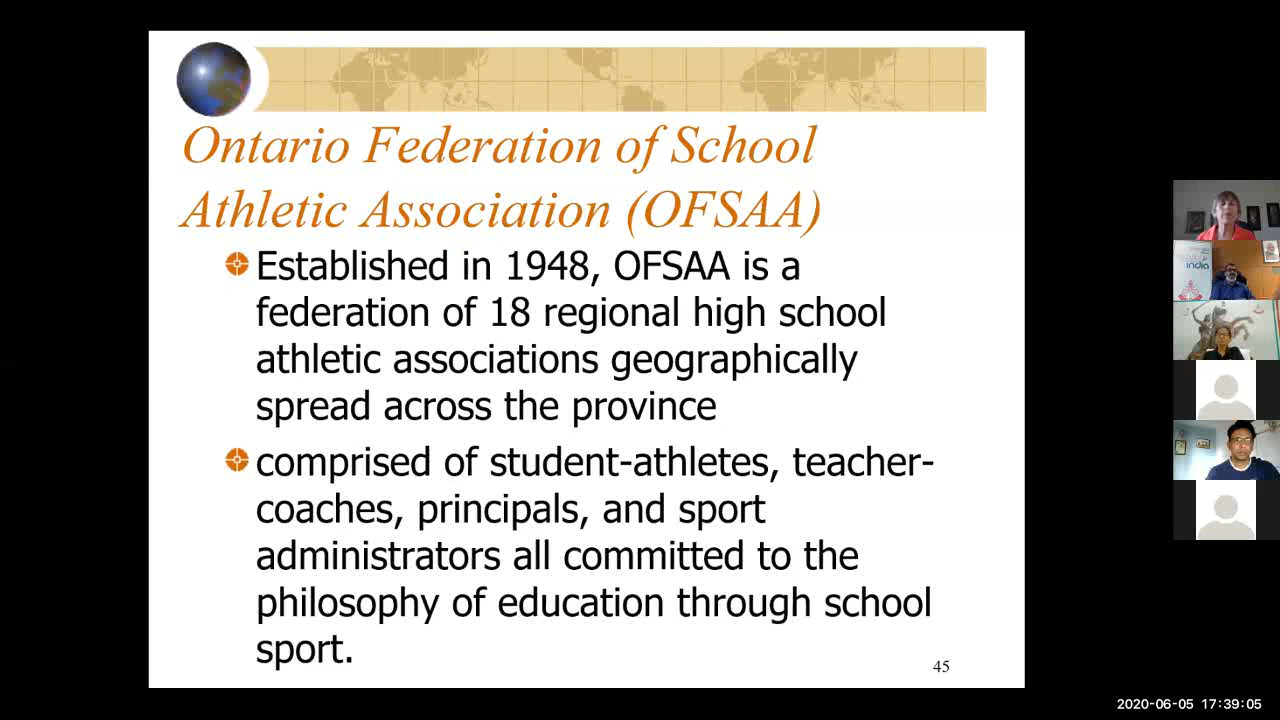 Ontario Federation of School
Athletic Association (OFSAA)
Established in 1948, OFSAA is a
federation of 18 regional high school
athletic associations geographically
spread across the province
comprised of student-athletes, teacher-
coaches, principals, and sport
administrators all committed to the
philosophy of education through school
sport.
45
india
2020-06-05 17:39:05